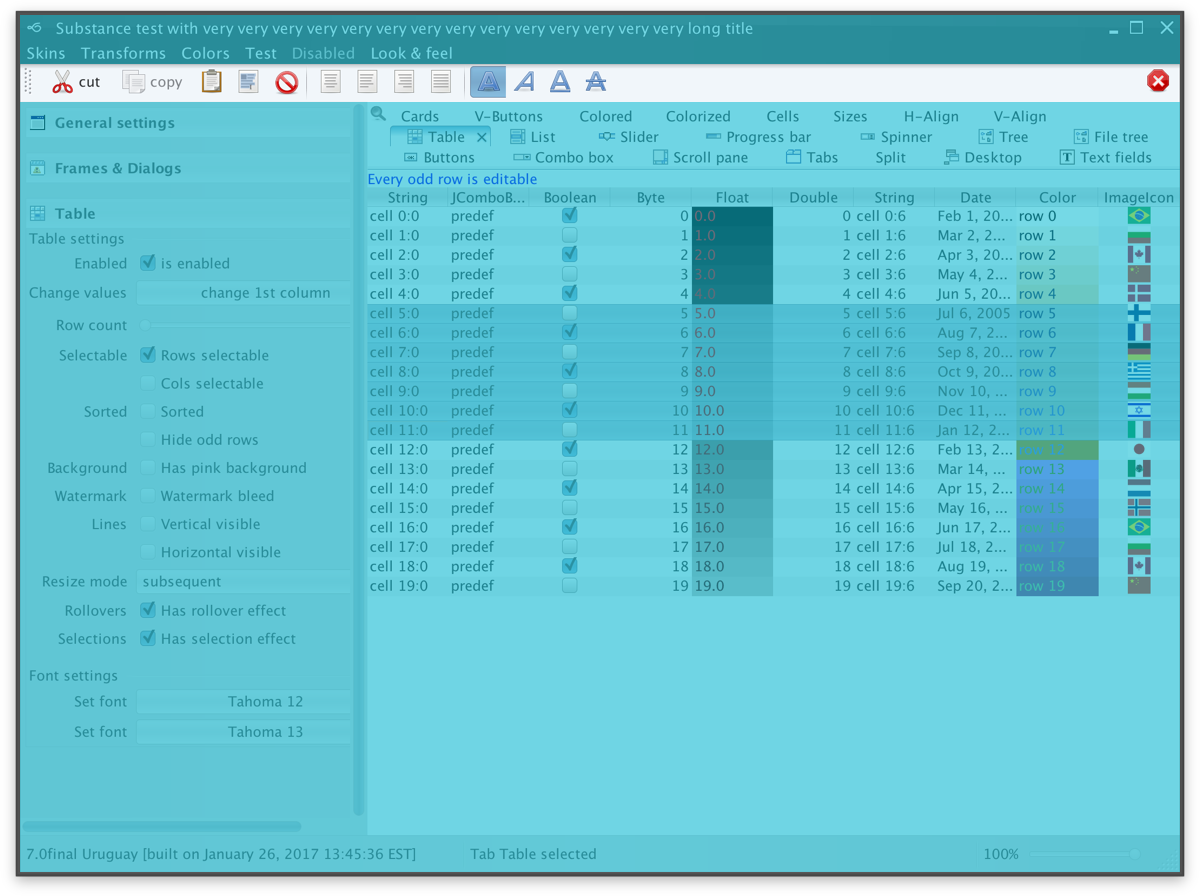 Substance test with very very very very very very very very very very very very very very long title
Skins Transforms Colors Test Disabled Look & feel
cut copy
General settings
Frames & Dialogs
Table
Table settings
Enabled is enabled
Change values change 1st column
Row count
Selectable Rows selectable
Cols selectable
Sorted Sorted
Hide odd rows
Background Has pink background
Watermark Watermark bleed
Lines Vertical visible
Horizontal visible
Resize mode subsequent
Rollovers Has rollover effect
Selections Has selection effect
Font settings
Set font Tahoma 12
Set font Tahoma 13
Cards V-Buttons Colored Colorized Cells Sizes H-Align V-Align
Table List Slider Progress bar Spinner Tree File tree
Buttons Combo box Scroll pane Tabs Split Desktop Text fields
Every odd row is editable
String JComboB... Boolean Byte Float Double String Date Color ImageIcon
cell 0:0 predef 0 0.0 0 cell 0:6 Feb 1, 20... row 0
cell 1:0 predef 1 1.0 1 cell 1:6 Mar 2, 2... row 1
cell 2:0 predef 2 2.0 2 cell 2:6 Apr 3, 20... row 2
cell 3:0 predef 3 3.0 3 cell 3:6 May 4, 2... row 3
cell 4:0 predef 4 4.0 4 cell 4:6 Jun 5, 20... row 4
cell 5:0 predef 5 5.0 5 cell 5:6 Jul 6, 2005 row 5
cell 6:0 predef 6 6.0 6 cell 6:6 Aug 7, 2... row 6
cell 7:0 predef 7 7.0 7 cell 7:6 Sep 8, 20... row 7
cell 8:0 predef 8 8.0 8 cell 8:6 Oct 9, 20... row 8
cell 9:0 predef 9 9.0 9 cell 9:6 Nov 10, ... row 9
cell 10:0 predef 10 10.0 10 cell 10:6 Dec 11, ... row 10
cell 11:0 predef 11 11.0 11 cell 11:6 Jan 12, 2... row 11
cell 12:0 predef 12 12.0 12 cell 12:6 Feb 13, 2... row 12
cell 13:0 predef 13 13.0 13 cell 13:6 Mar 14, ... row 13
cell 14:0 predef 14 14.0 14 cell 14:6 Apr 15, 2... row 14
cell 15:0 predef 15 15.0 15 cell 15:6 May 16, ... row 15
cell 16:0 predef 16 16.0 16 cell 16:6 Jun 17, 2... row 16
cell 17:0 predef 17 17.0 17 cell 17:6 Jul 18, 2... row 17
cell 18:0 predef 18 18.0 18 cell 18:6 Aug 19, ... row 18
cell 19:0 predef 19 19.0 19 cell 19:6 Sep 20, 2... row 19
7.0final Uruguay [built on January 26, 2017 13:45:36 EST] Tab Table selected 100%